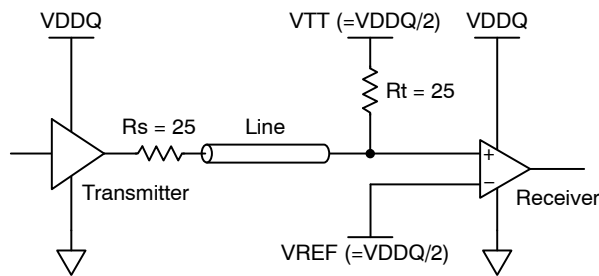 VDDQ
VTT (=VDDQ/2)
VDDQ
Rs = 25
Line
Rt = 25
+
−
Transmitter
Receiver
VREF (=VDDQ/2)